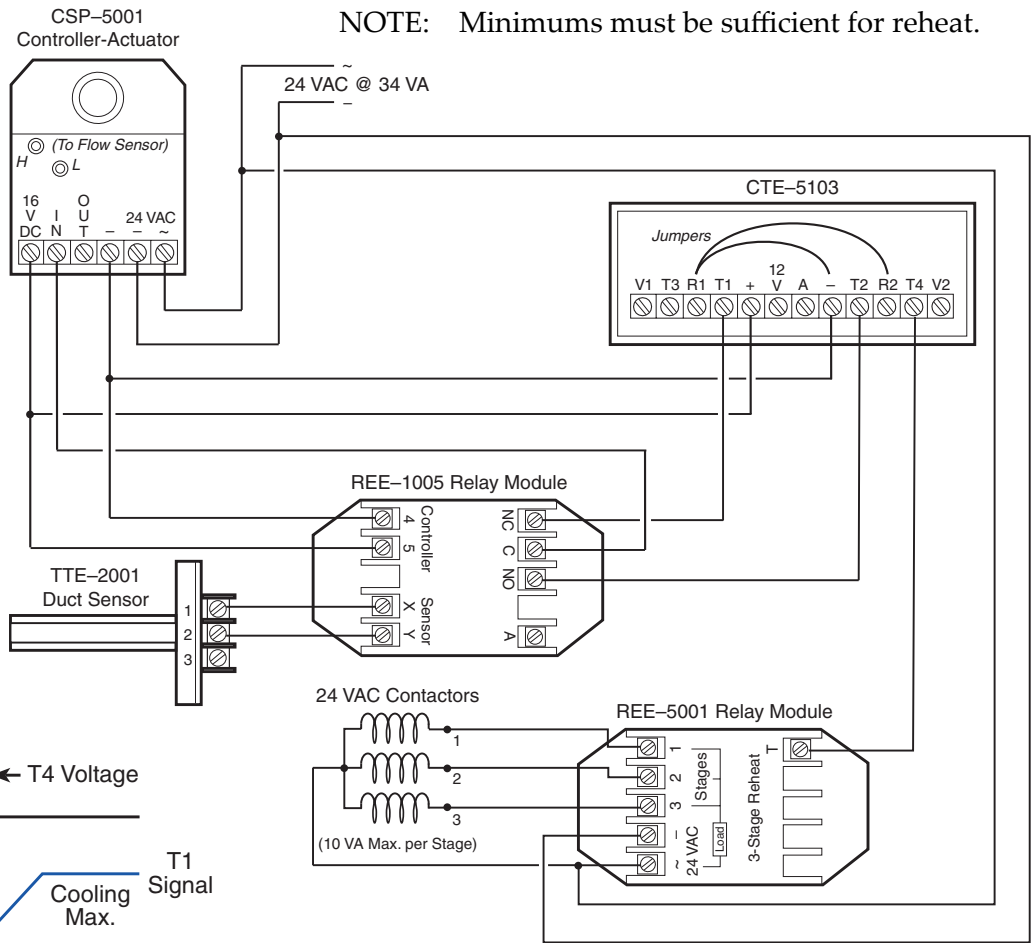 CSP–5001
Controller-Actuator
NOTE: Minimums must be sufficient for reheat.
~
24 VAC @ 34 VA
–
(To Flow Sensor)
H
L
16 V DC
IN
OUT
–
24 VAC
–
~
CTE–5103
Jumpers
V1 T3 R1 T1 + 12 V A – T2 R2 T4 V2
REE–1005 Relay Module
4
5
Controller
X
Y
Sensor
NC
C
NO
A
TTE–2001
Duct Sensor
1
2
3
24 VAC Contactors
1
2
3
(10 VA Max. per Stage)
REE–5001 Relay Module
1
2
3
Stages
–
~
24 VAC
Load
3-Stage Reheat
T
T4 Voltage
T1
Signal
Cooling
Max.